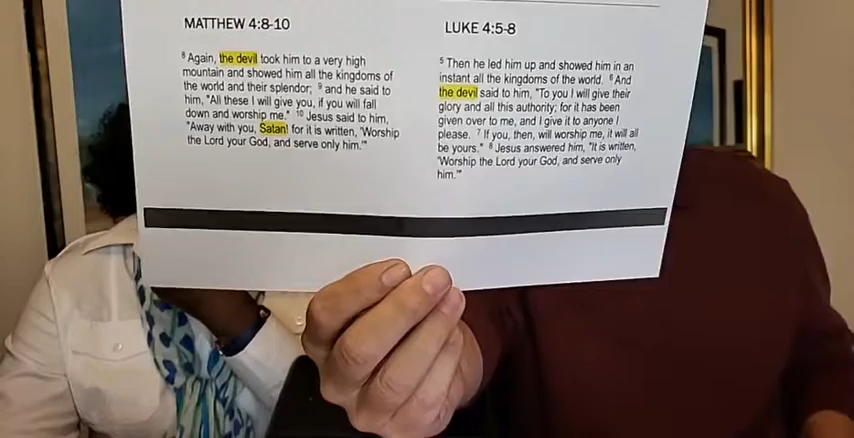 MATTHEW 4:8-10
8 Again, the devil took him to a very high
mountain and showed him all the kingdoms of
the world and their splendor; 9 and he said to
him, "All these I will give you, if you will fall
down and worship me." 10 Jesus said to him,
"Away with you, Satan! for it is written, 'Worship
the Lord your God, and serve only him.'"
LUKE 4:5-8
5 Then he led him up and showed him in an
instant all the kingdoms of the world. 6 And
the devil said to him, "To you I will give their
glory and all this authority; for it has been
given over to me, and I give it to anyone I
please. 7 If you, then, will worship me, it will all
be yours." 8 Jesus answered him, "It is written,
'Worship the Lord your God, and serve only
him.'"